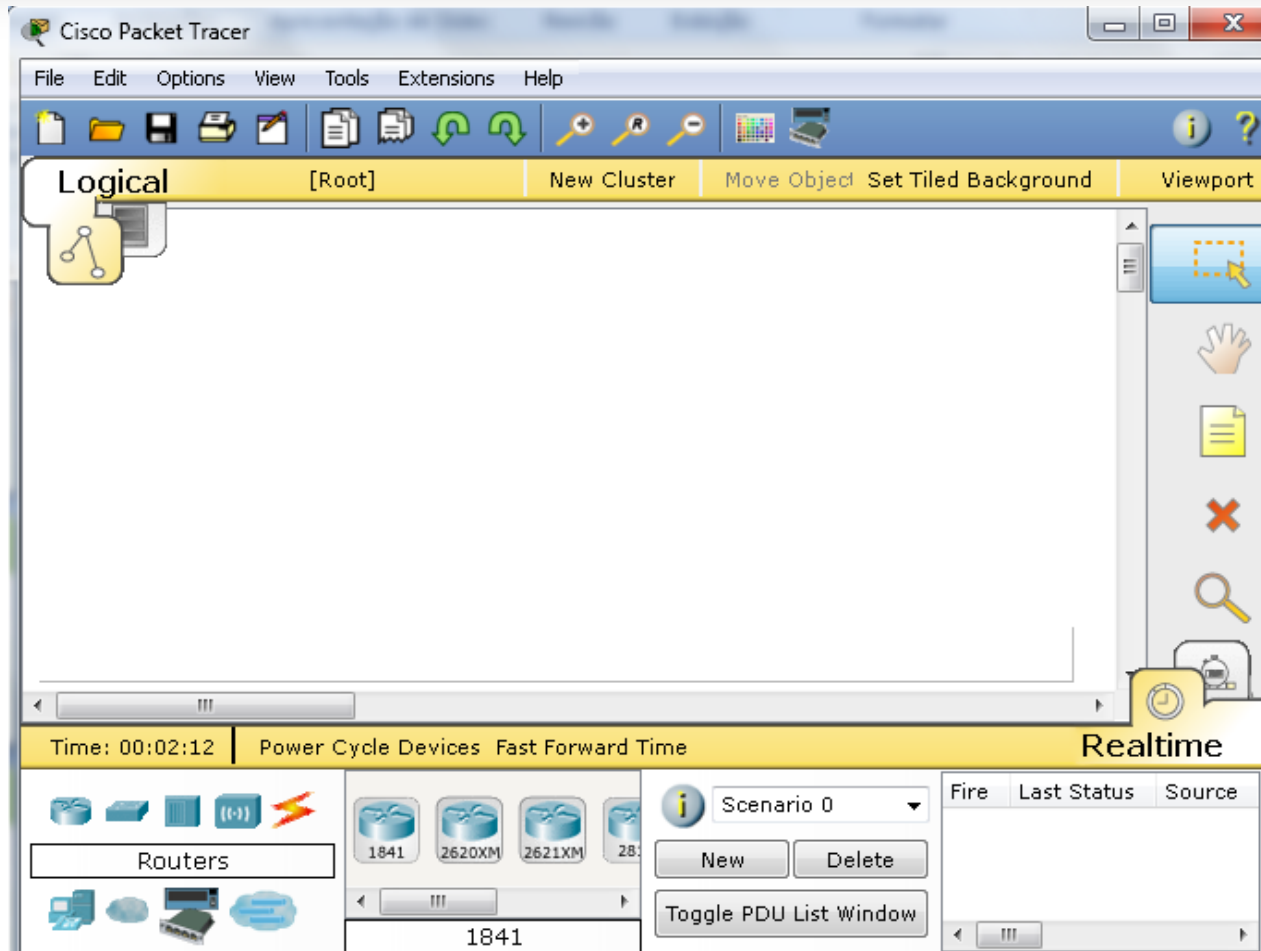 Cisco Packet Tracer
File Edit Options View Tools Extensions Help
Logical [Root] New Cluster Move Object Set Tiled Background Viewport
Time: 00:02:12 Power Cycle Devices Fast Forward Time Realtime
Fire Last Status Source
Scenario 0
1841 2620XM 2621XM 281
Routers
New Delete
Toggle PDU List Window
1841